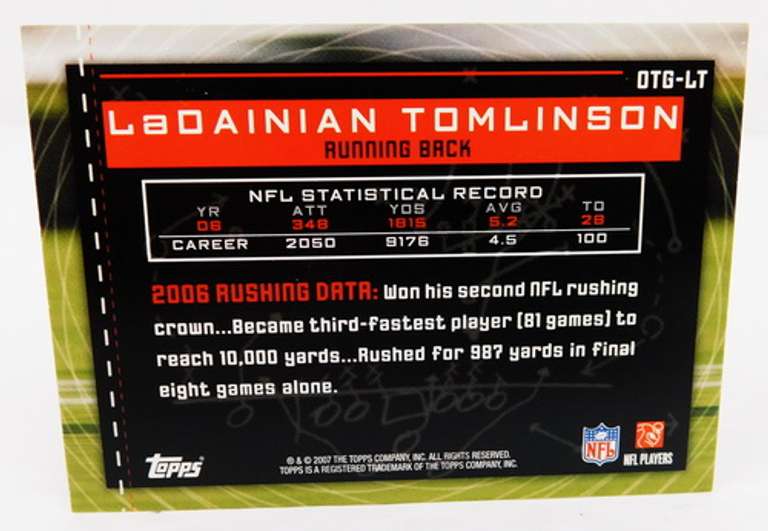 OTG-LT
LaDAINIAN TOMLINSON
RUNNING BACK
NFL STATISTICAL RECORD
YR ATT YDS AVG TD
06 348 1815 5.2 28
CAREER 2050 9176 4.5 100
2006 RUSHING DATA: Won his second NFL rushing
crown...Became third-fastest player (81 games) to
reach 10,000 yards...Rushed for 987 yards in final
eight games alone.
TOPPS®
® & © 2007 THE TOPPS COMPANY, INC. ALL RIGHTS RESERVED.
TOPPS IS A REGISTERED TRADEMARK OF THE TOPPS COMPANY, INC.
NFL
NFL PLAYERS